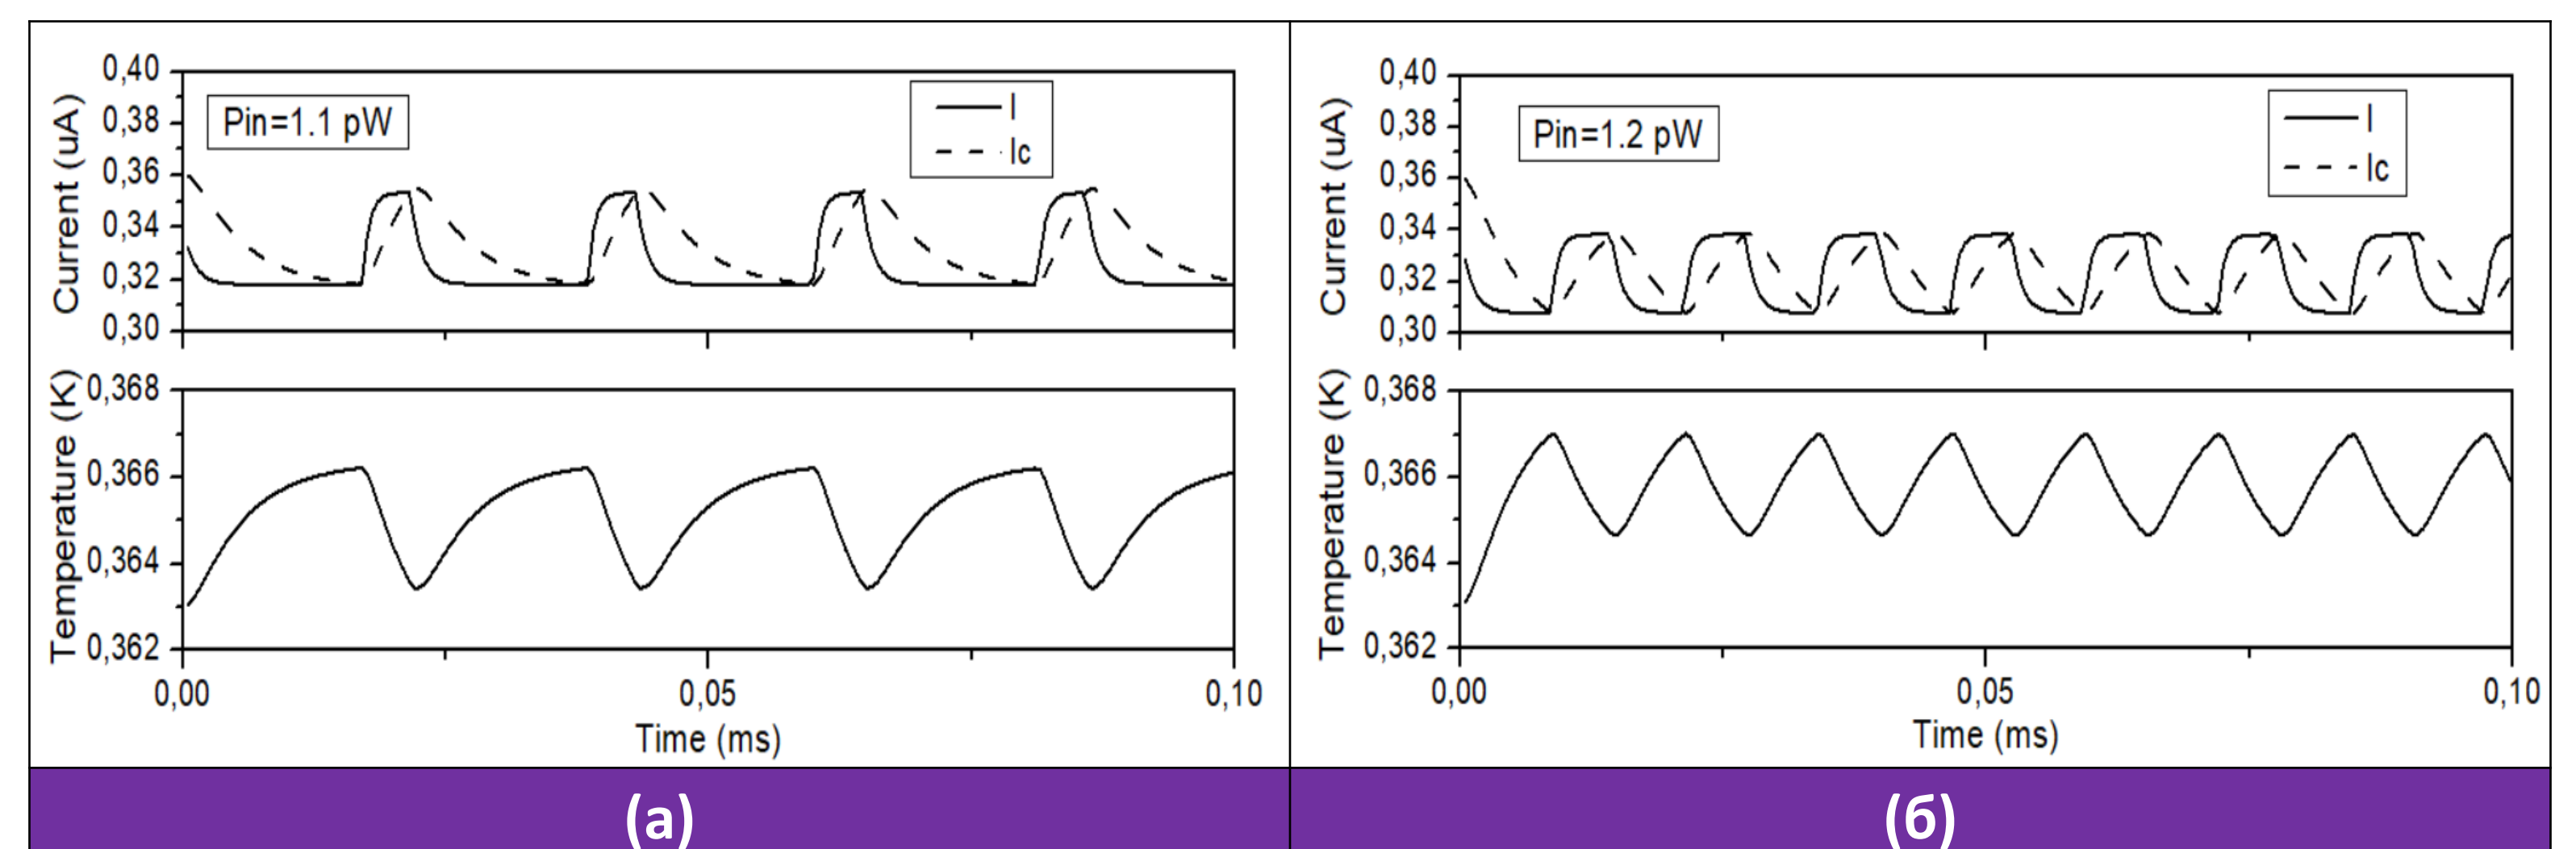 0,40
0,38
0,36
0,34
0,32
0,30
Current (uA)
Pin=1.1 pW
I
Ic
0,368
0,366
0,364
0,362
Temperature (K)
0,00 0,05 0,10
Time (ms)
(а)
0,40
0,38
0,36
0,34
0,32
0,30
Current (uA)
Pin=1.2 pW
I
Ic
0,368
0,366
0,364
0,362
Temperature (K)
0,00 0,05 0,10
Time (ms)
(б)